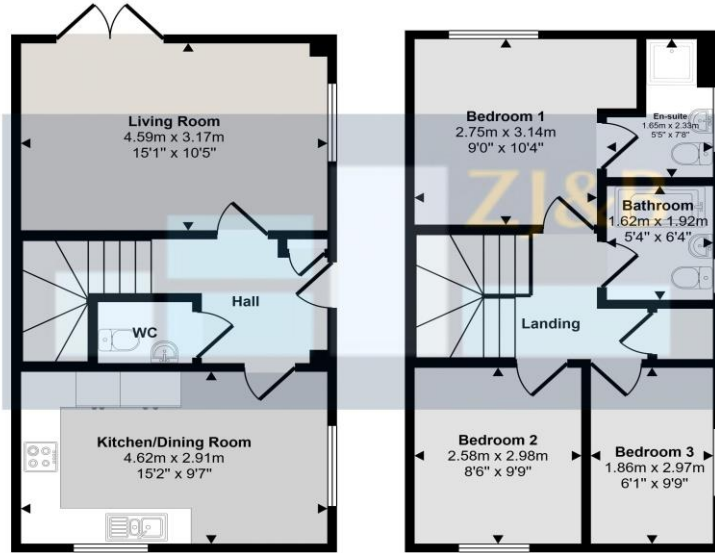 Living Room
4.59m x 3.17m
15'1" x 10'5"
Hall
WC
Kitchen/Dining Room
4.62m x 2.91m
15'2" x 9'7"
Bedroom 1
2.75m x 3.14m
9'0" x 10'4"
En-suite
1.65m x 2.33m
5'5" x 7'8"
ZJ&B
Bathroom
1.62m x 1.92m
5'4" x 6'4"
Landing
Bedroom 2
2.58m x 2.98m
8'6" x 9'9"
Bedroom 3
1.86m x 2.97m
6'1" x 9'9"